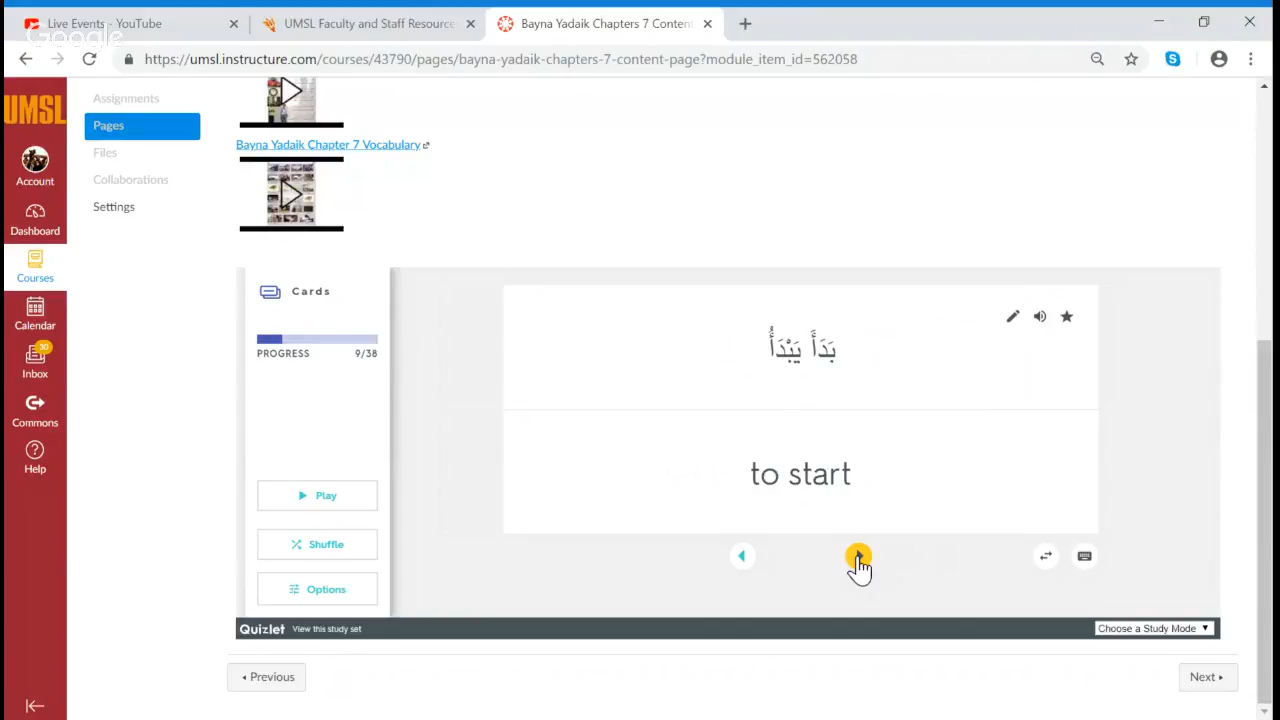 Live Events - YouTube
UMSL Faculty and Staff Resource
Bayna Yadaik Chapters 7 Content
Google
https://umsl.instructure.com/courses/43790/pages/bayna-yadaik-chapters-7-content-page?module_item_id=562058
UMSL
Account
Dashboard
Courses
Calendar
30
Inbox
Commons
Help
Assignments
Pages
Files
Collaborations
Settings
Bayna Yadaik Chapter 7 Vocabulary
Cards
PROGRESS 9/38
Play
Shuffle
Options
بَدَأَ يَبْدَأُ
to start
Quizlet View this study set
Choose a Study Mode
Previous
Next